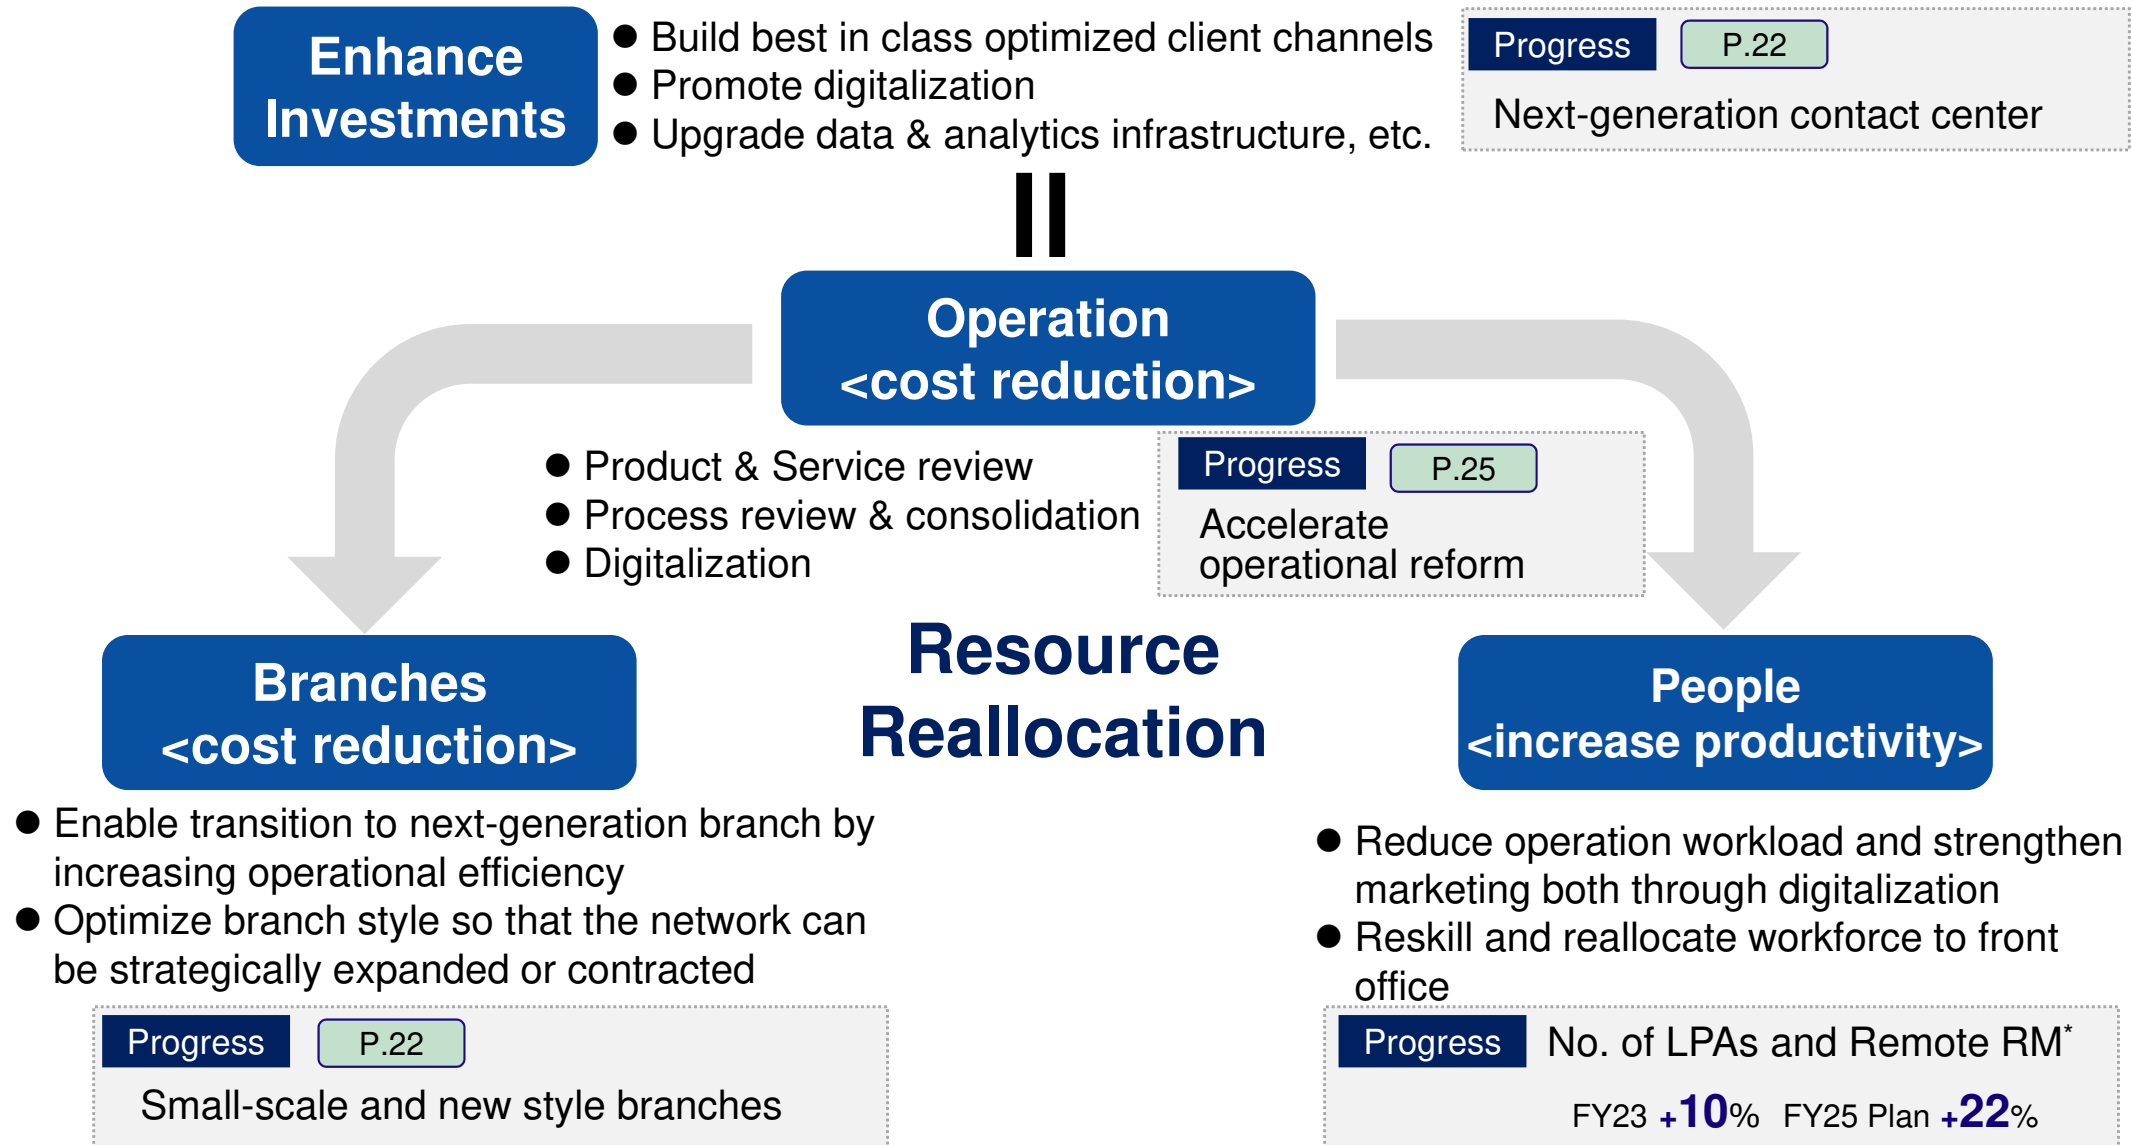 Enhance
Investments
● Build best in class optimized client channels
● Promote digitalization
● Upgrade data & analytics infrastructure, etc.
Progress P.22
Next-generation contact center
Operation
<cost reduction>
● Product & Service review
● Process review & consolidation
● Digitalization
Progress P.25
Accelerate
operational reform
Resource
Reallocation
Branches
<cost reduction>
● Enable transition to next-generation branch by
increasing operational efficiency
● Optimize branch style so that the network can
be strategically expanded or contracted
Progress P.22
Small-scale and new style branches
People
<increase productivity>
● Reduce operation workload and strengthen
marketing both through digitalization
● Reskill and reallocate workforce to front
office
Progress No. of LPAs and Remote RM*
FY23 +10% FY25 Plan +22%